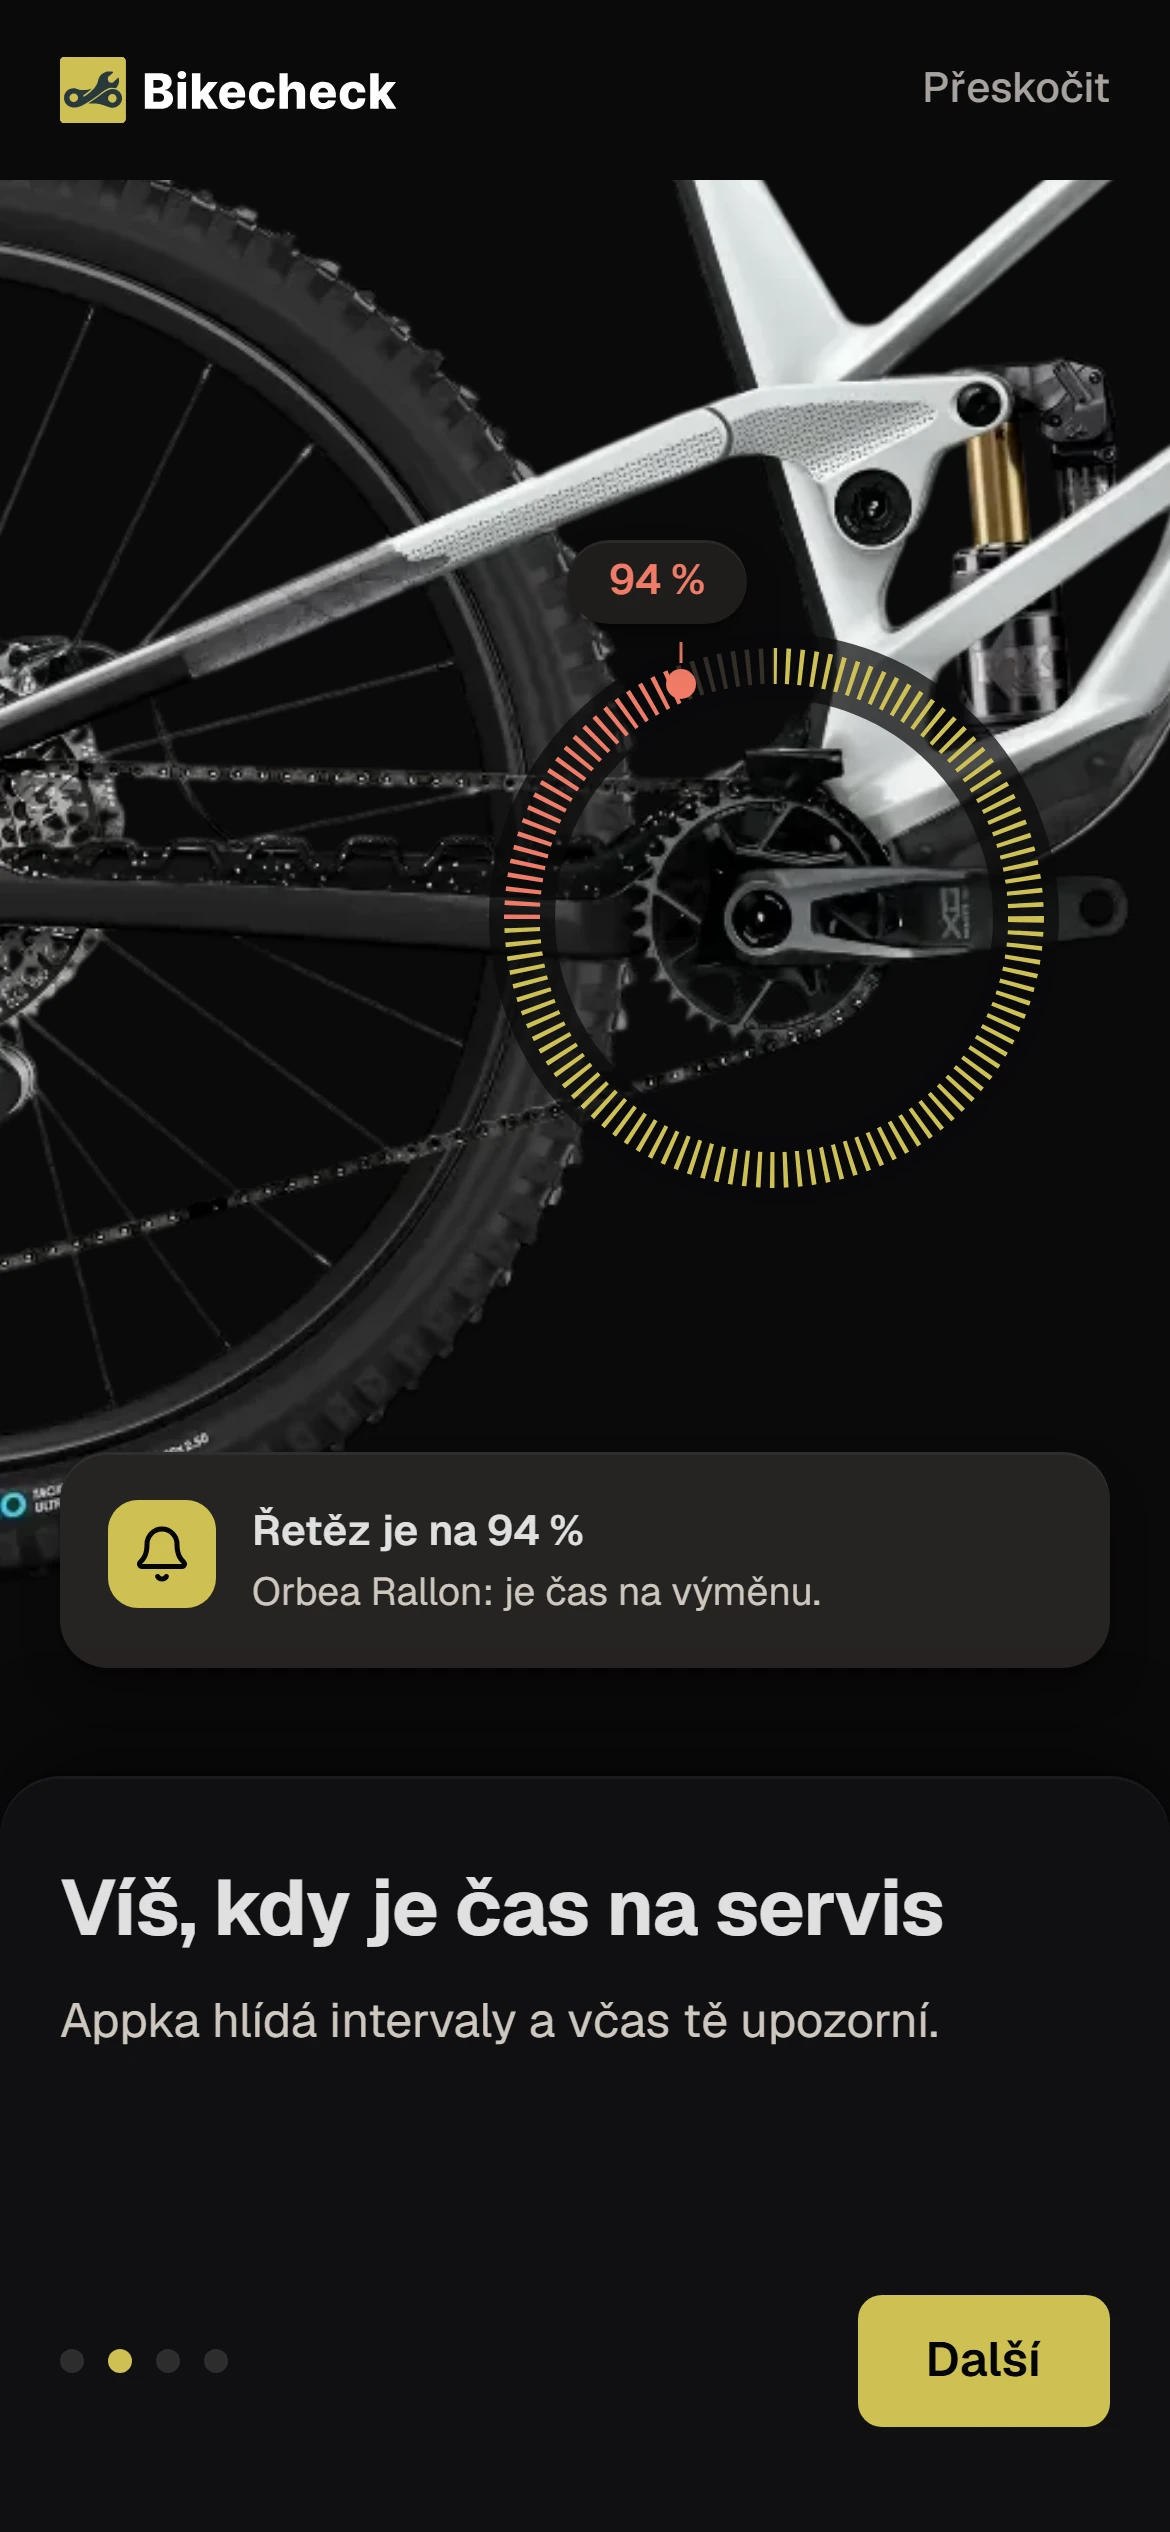 Bikecheck
Přeskočit
94 %
Řetěz je na 94 %
Orbea Rallon: je čas na výměnu.
Víš, kdy je čas na servis
Appka hlídá intervaly a včas tě upozorní.
Další